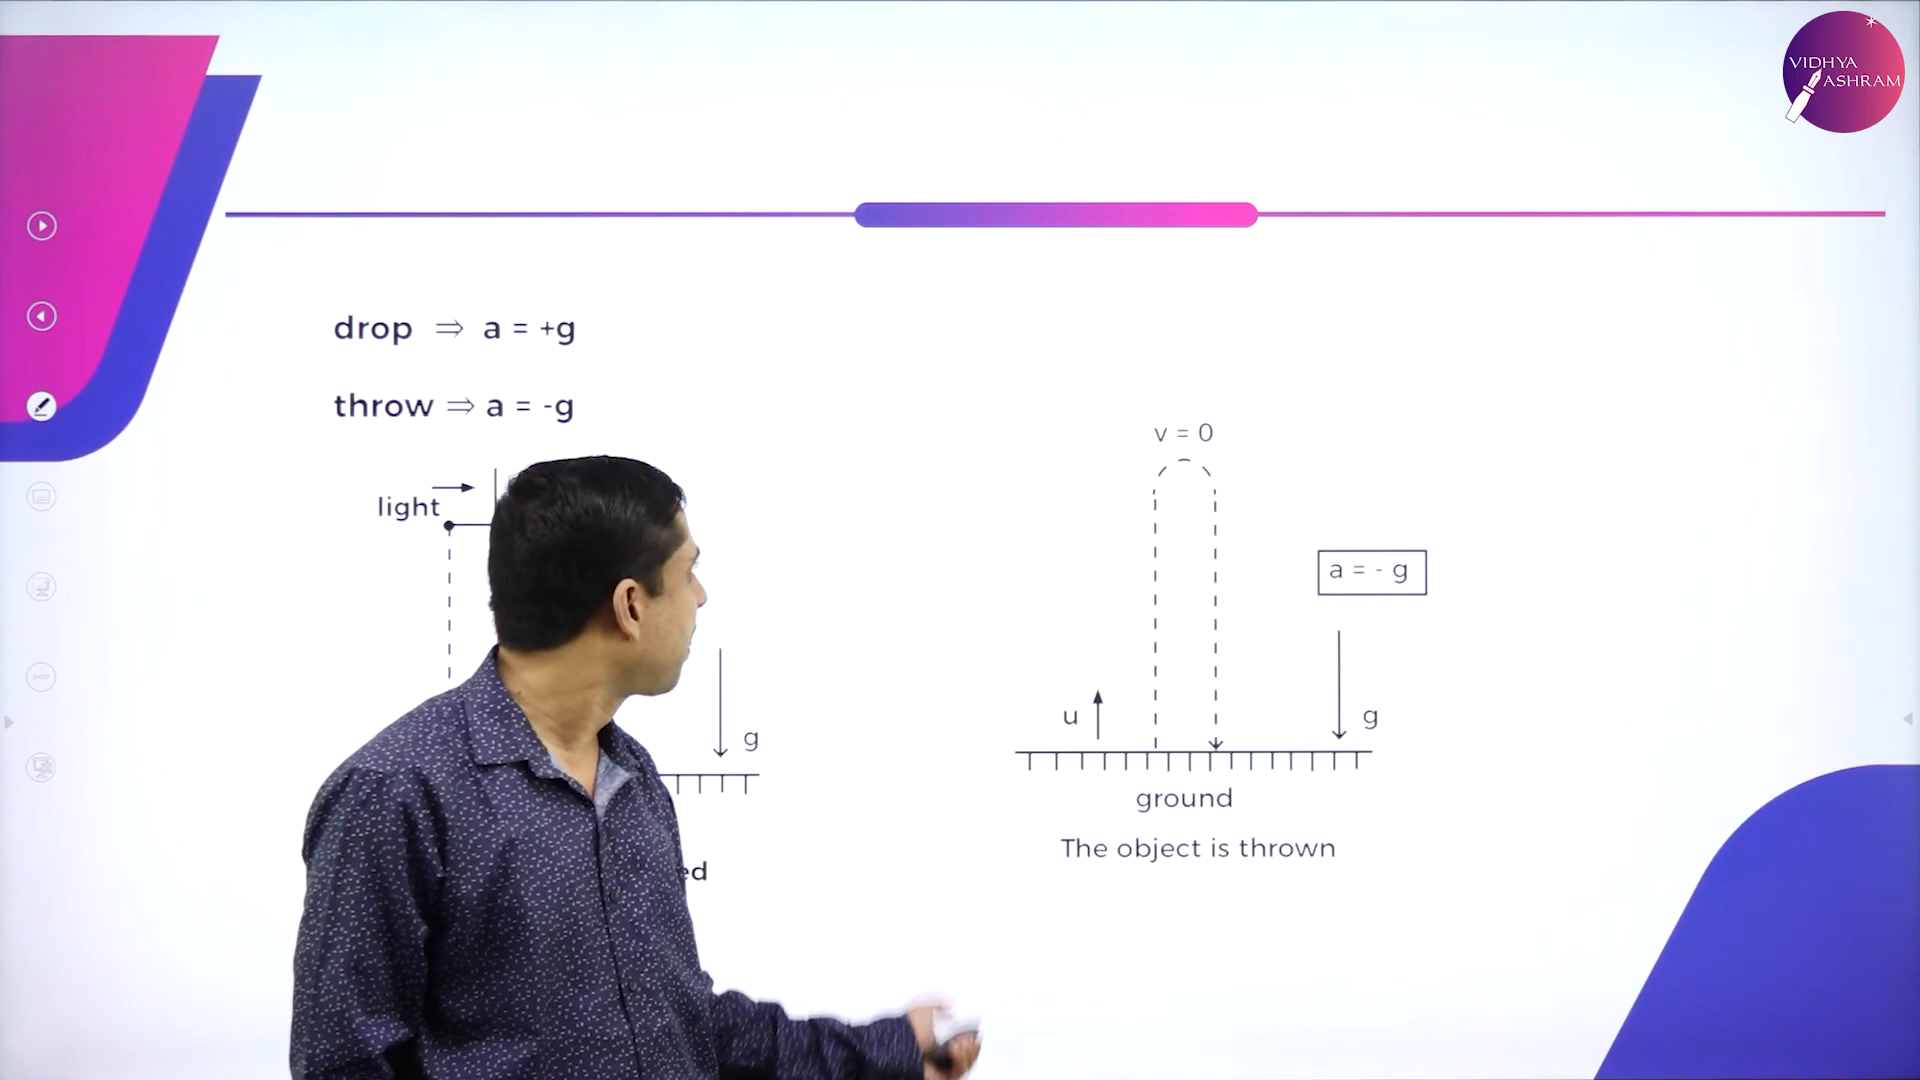 VIDHYA
ASHRAM
drop ⇒ a = +g
throw ⇒ a = -g
light
g
v = 0
a = - g
u
g
ground
The object is thrown